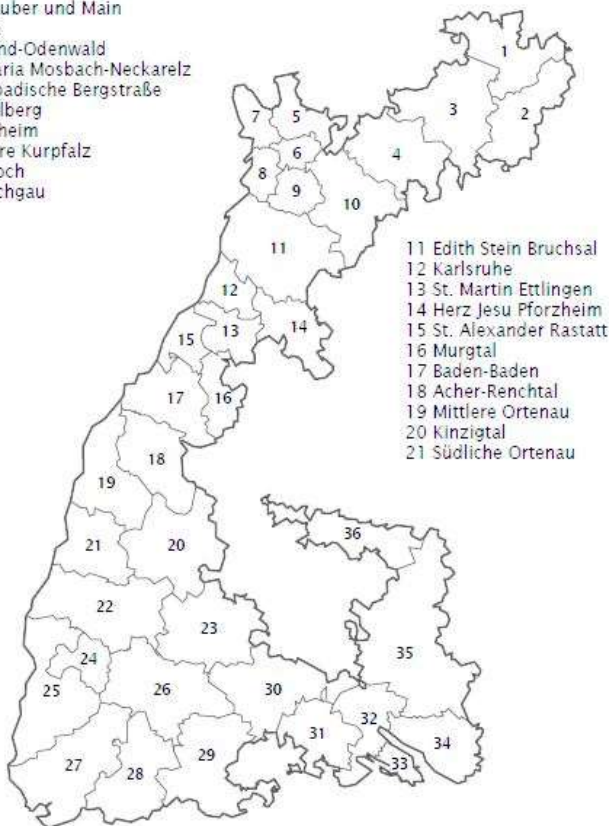 uber und Main
nd-Odenwald
aria Mosbach-Neckarelz
badische Bergstraße
lberg
heim
re Kurpfalz
och
chgau
1
2
3
4
5
6
7
8
9
10
11
11 Edith Stein Bruchsal
12 Karlsruhe
13 St. Martin Ettlingen
14 Herz Jesu Pforzheim
15 St. Alexander Rastatt
16 Murgtal
17 Baden-Baden
18 Acher-Renchtal
19 Mittlere Ortenau
20 Kinzigtal
21 Südliche Ortenau
12
13
14
15
16
17
18
19
20
21
22
23
24
25
26
27
28
29
30
31
32
33
34
35
36